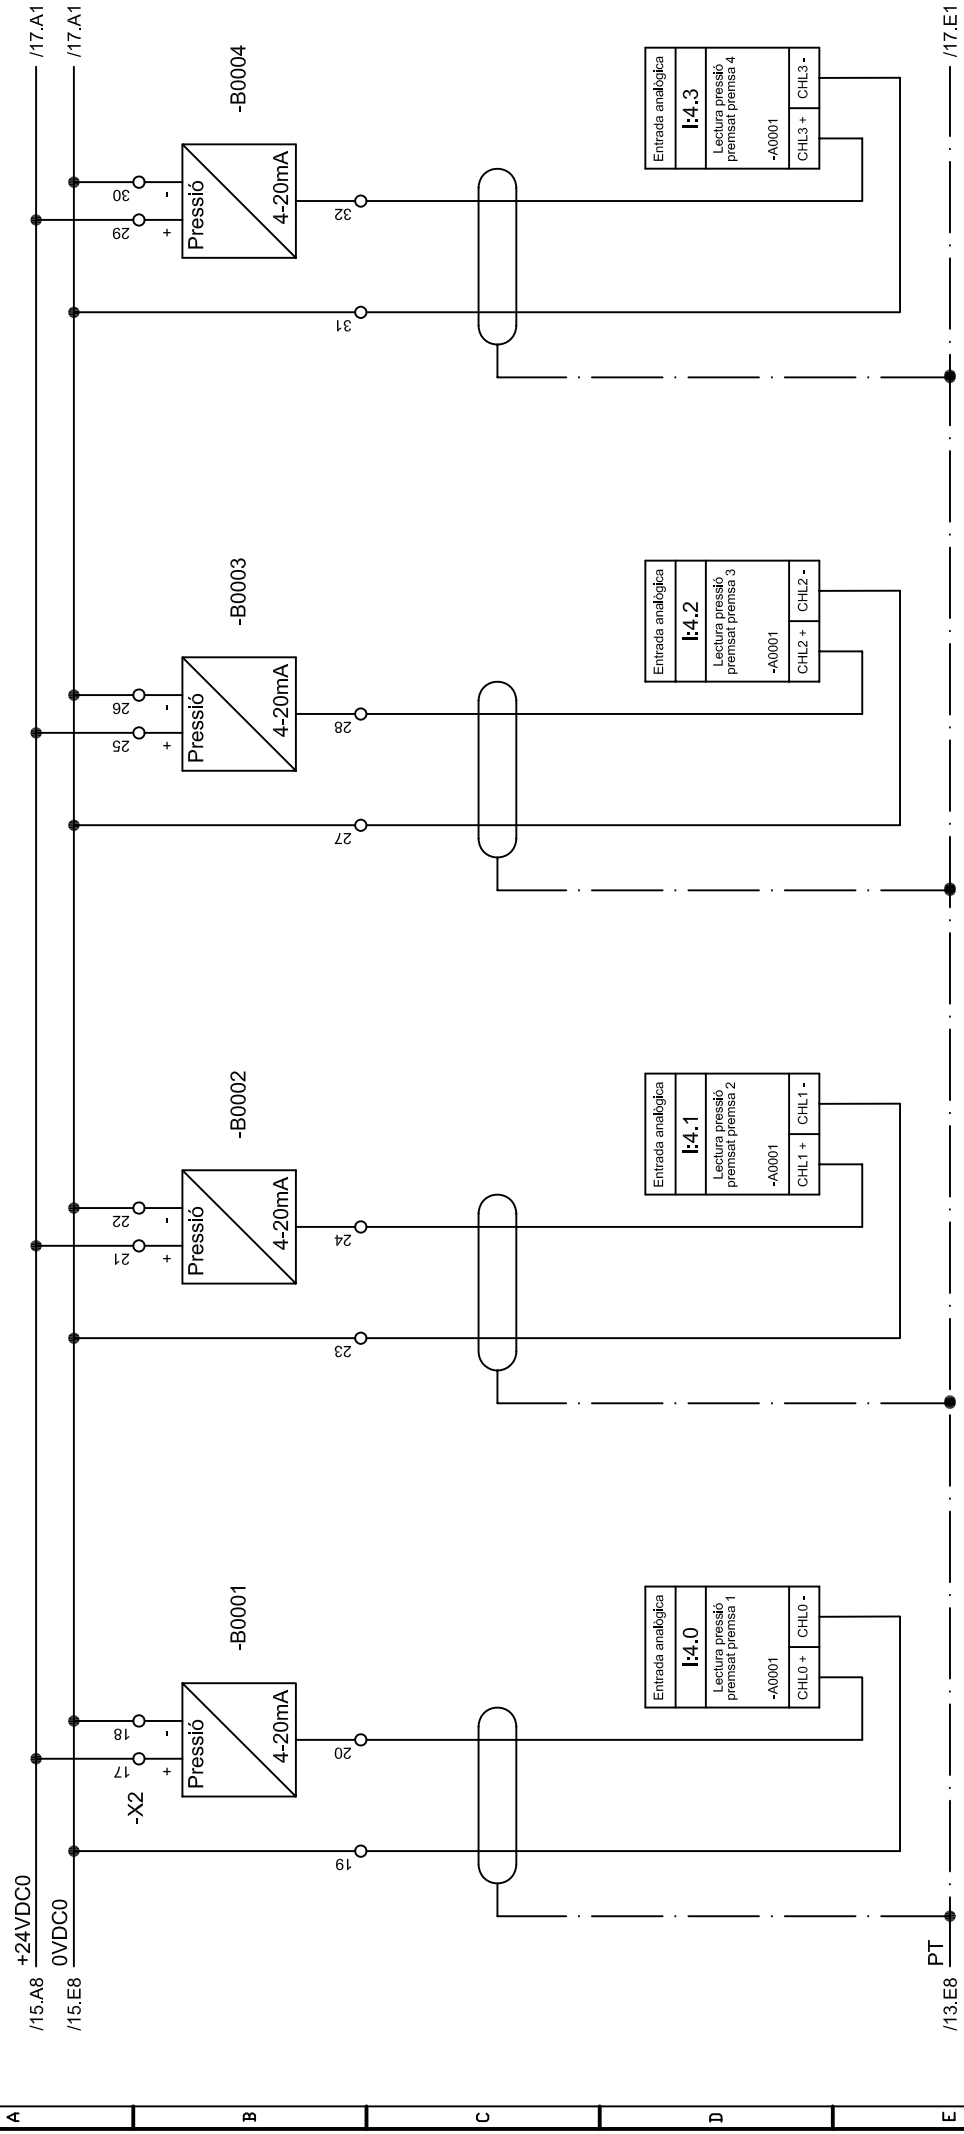 /15.A8
+24VDC0
/17.A1
/15.E8
0VDC0
/17.A1
-X2
17
18
21
22
25
26
29
30
+
-
+
-
+
-
+
-
Pressió
4-20mA
-B0001
Pressió
4-20mA
-B0002
Pressió
4-20mA
-B0003
Pressió
4-20mA
-B0004
19
20
23
24
27
28
31
32
Entrada analògica
I:4.0
Lectura pressió
premsat premsa 1
-A0001
CHL0 +
CHL0 -
Entrada analògica
I:4.1
Lectura pressió
premsat premsa 2
-A0001
CHL1 +
CHL1 -
Entrada analògica
I:4.2
Lectura pressió
premsat premsa 3
-A0001
CHL2 +
CHL2 -
Entrada analògica
I:4.3
Lectura pressió
premsat premsa 4
-A0001
CHL3 +
CHL3 -
/13.E8
PT
/17.E1
A
B
C
D
E